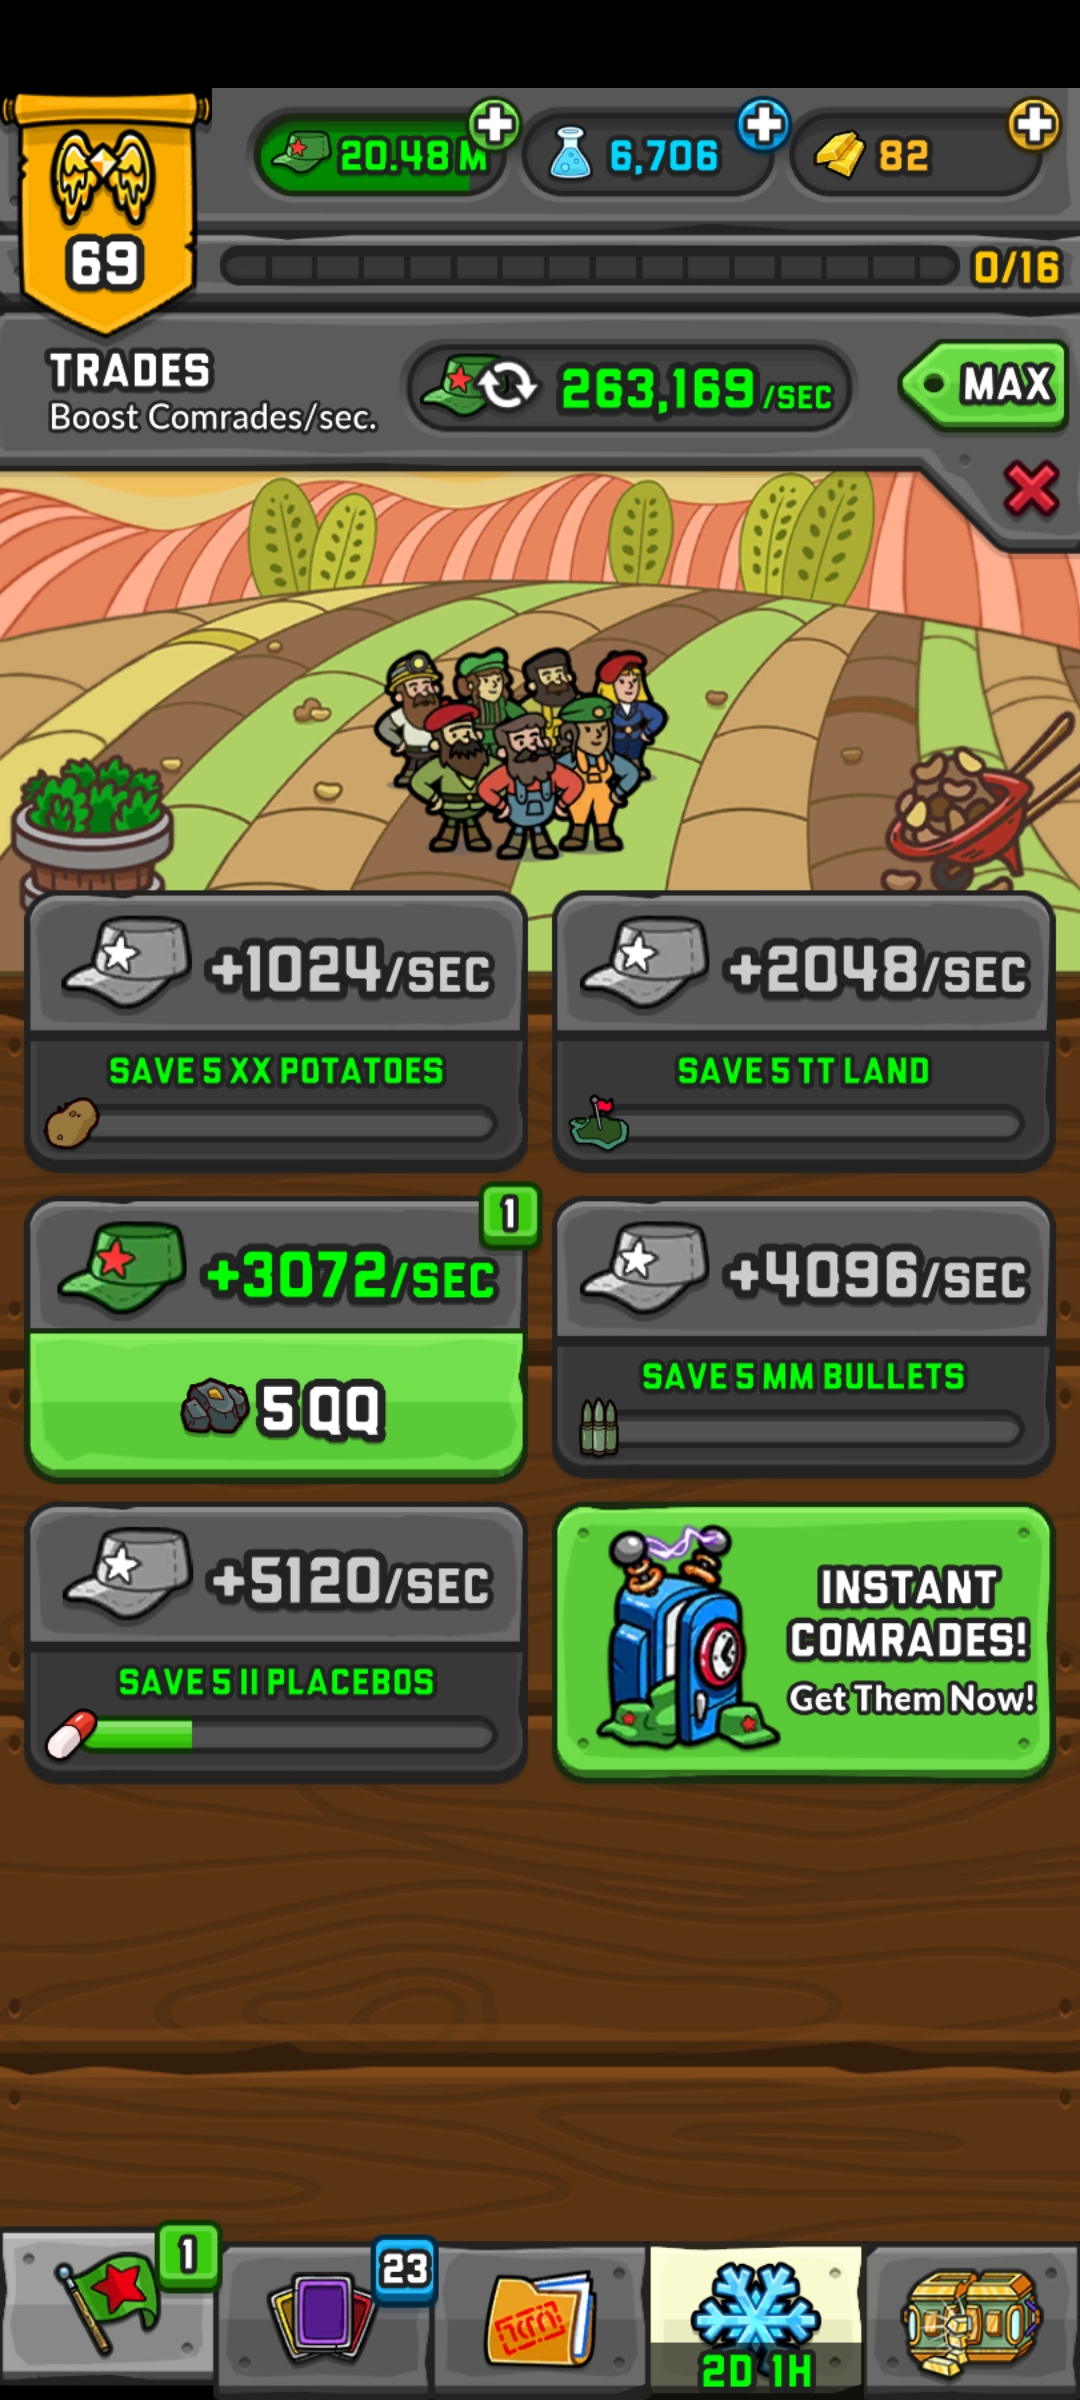 20.48 M
6,706
82
69
0/16
TRADES
Boost Comrades/sec.
263,169 /SEC
MAX
+1024/SEC
SAVE 5 XX POTATOES
+2048/SEC
SAVE 5 TT LAND
1
+3072/SEC
5 QQ
+4096/SEC
SAVE 5 MM BULLETS
+5120/SEC
SAVE 5 II PLACEBOS
INSTANT
COMRADES!
Get Them Now!
1
23
2D 1H